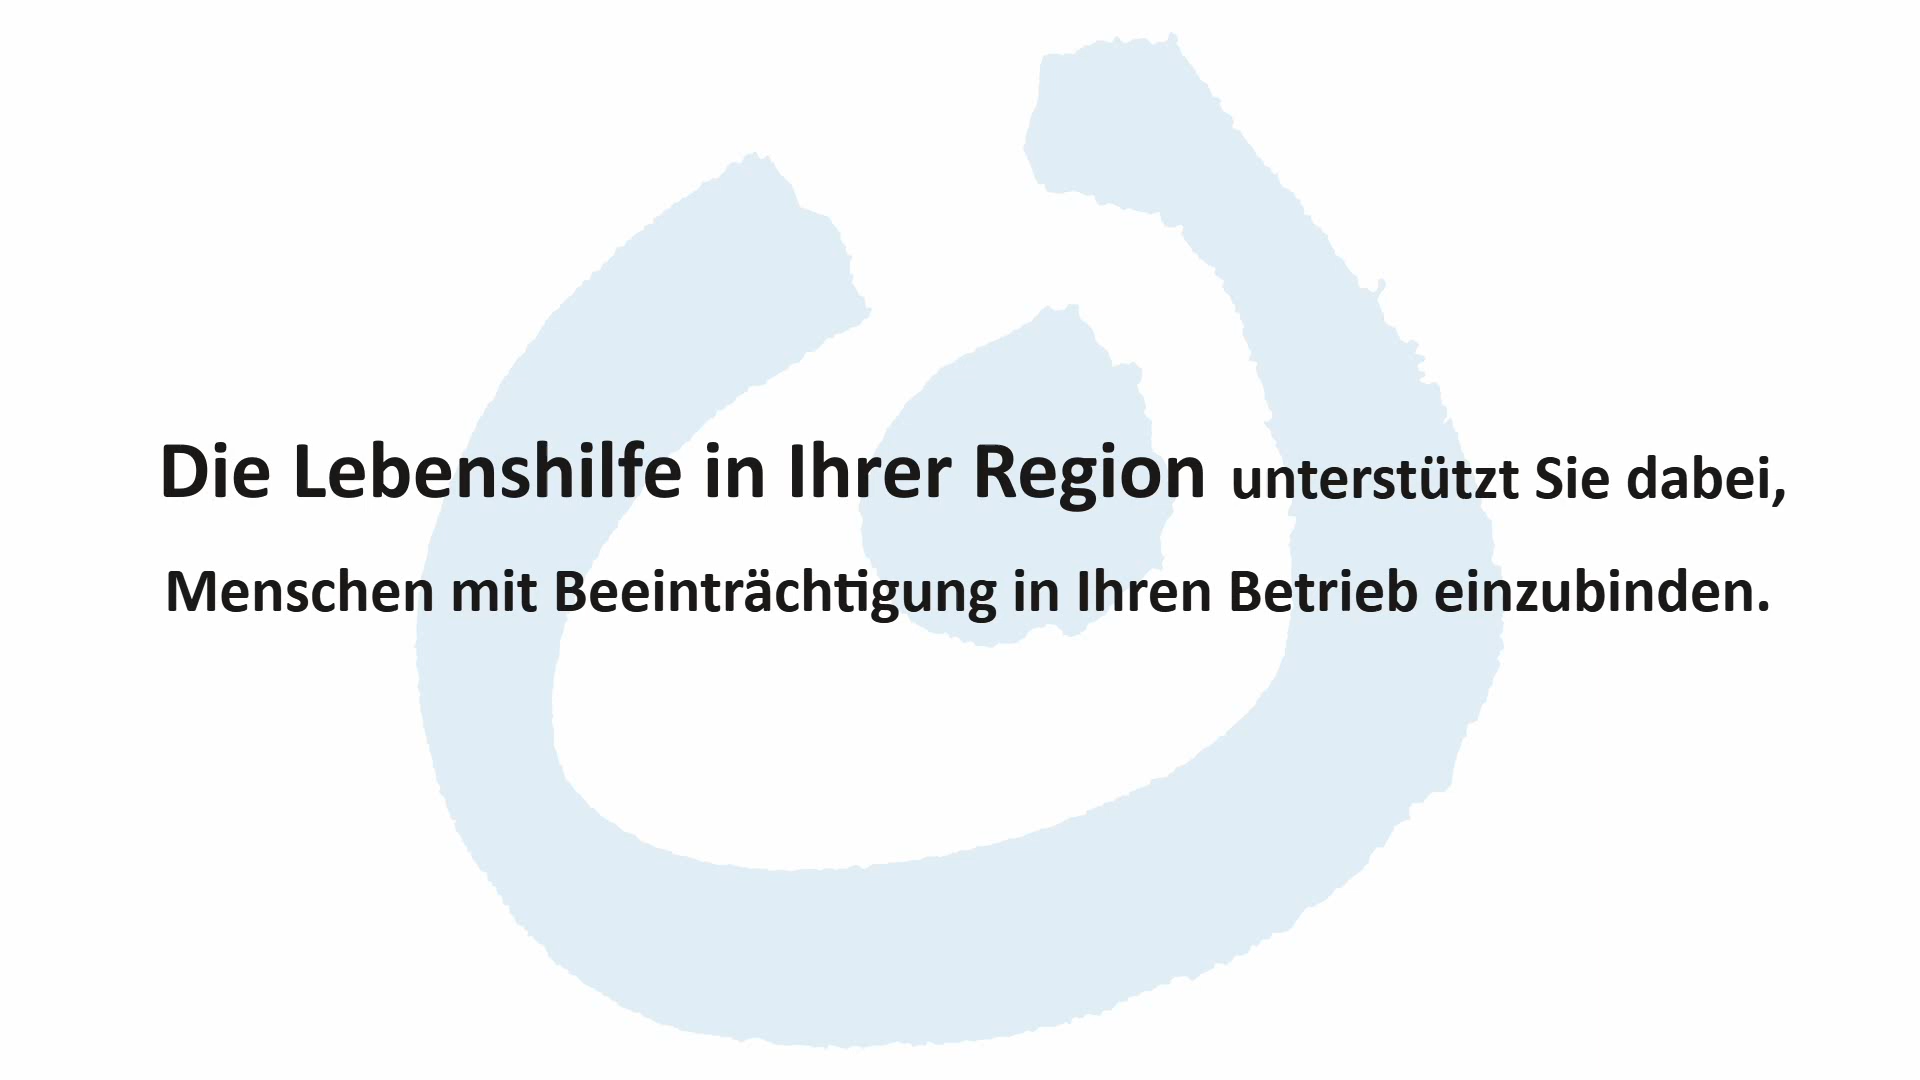 Die Lebenshilfe in Ihrer Region unterstützt Sie dabei,
Menschen mit Beeinträchtigung in Ihren Betrieb einzubinden.